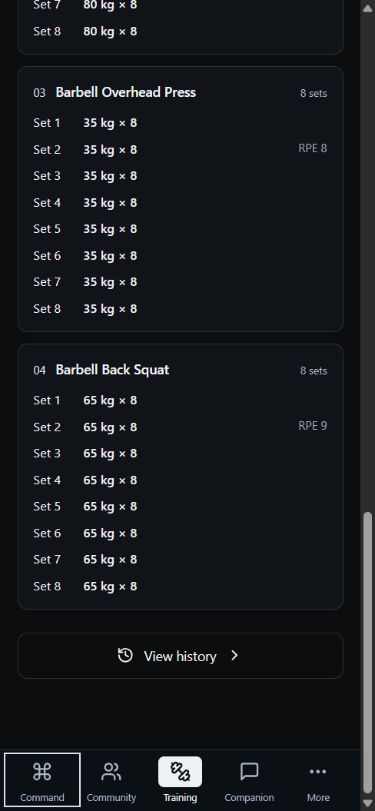 Set 7 80 kg × 8
Set 8 80 kg × 8
03 Barbell Overhead Press 8 sets
Set 1 35 kg × 8
Set 2 35 kg × 8 RPE 8
Set 3 35 kg × 8
Set 4 35 kg × 8
Set 5 35 kg × 8
Set 6 35 kg × 8
Set 7 35 kg × 8
Set 8 35 kg × 8
04 Barbell Back Squat 8 sets
Set 1 65 kg × 8
Set 2 65 kg × 8 RPE 9
Set 3 65 kg × 8
Set 4 65 kg × 8
Set 5 65 kg × 8
Set 6 65 kg × 8
Set 7 65 kg × 8
Set 8 65 kg × 8
View history
Command Community Training Companion More